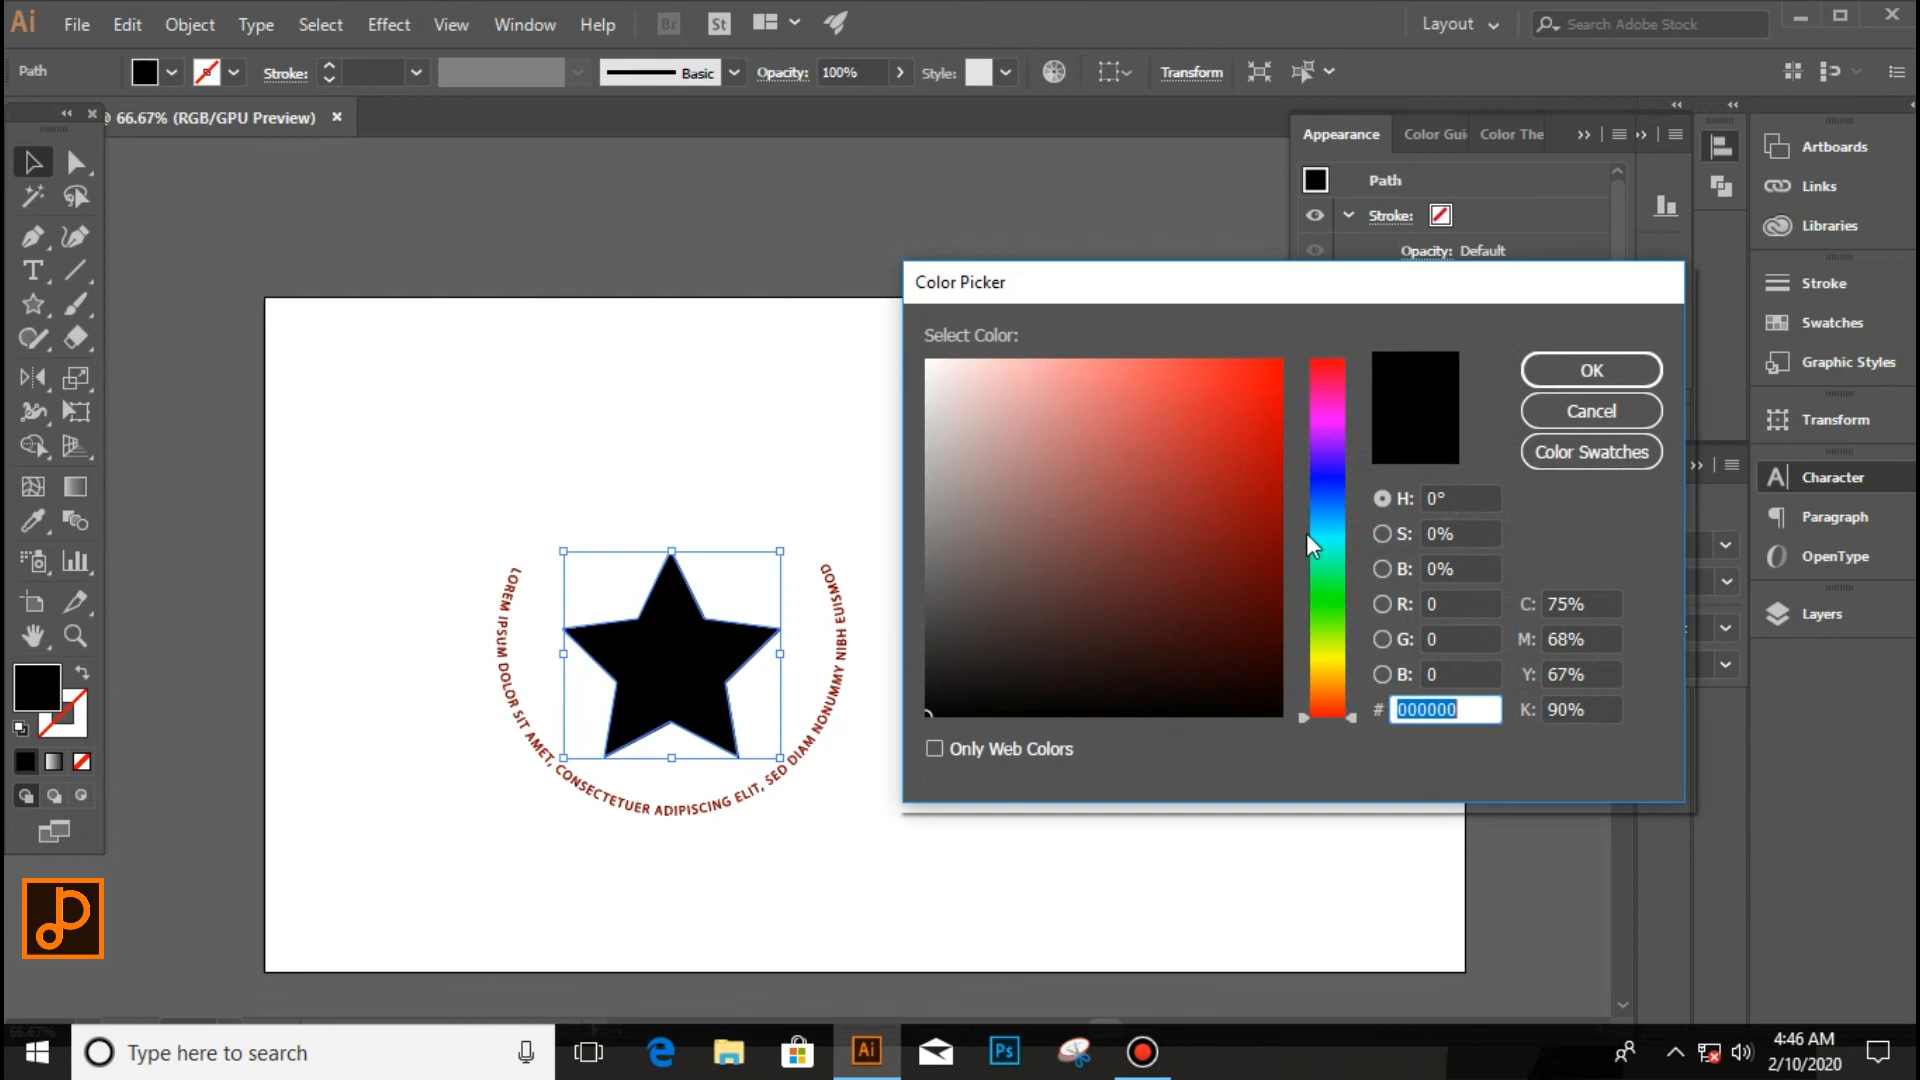 Ai File Edit Object Type Select Effect View Window Help Br St Layout Search Adobe Stock
Path Stroke: Basic Opacity: 100% Style: Transform
66.67% (RGB/GPU Preview)
Appearance Color Gui Color The
Path
Stroke:
Opacity: Default
Artboards
Links
Libraries
Stroke
Swatches
Graphic Styles
Transform
Character
Paragraph
OpenType
Layers
Color Picker
Select Color:
OK
Cancel
Color Swatches
H: 0°
S: 0%
B: 0%
R: 0 C: 75%
G: 0 M: 68%
B: 0 Y: 67%
# 000000 K: 90%
Only Web Colors
LOREM IPSUM DOLOR SIT AMET, CONSECTETUER ADIPISCING ELIT, SED DIAM NONUMMY NIBH EUISMOD
66.67%
Type here to search
Ai
Ps
4:46 AM
2/10/2020